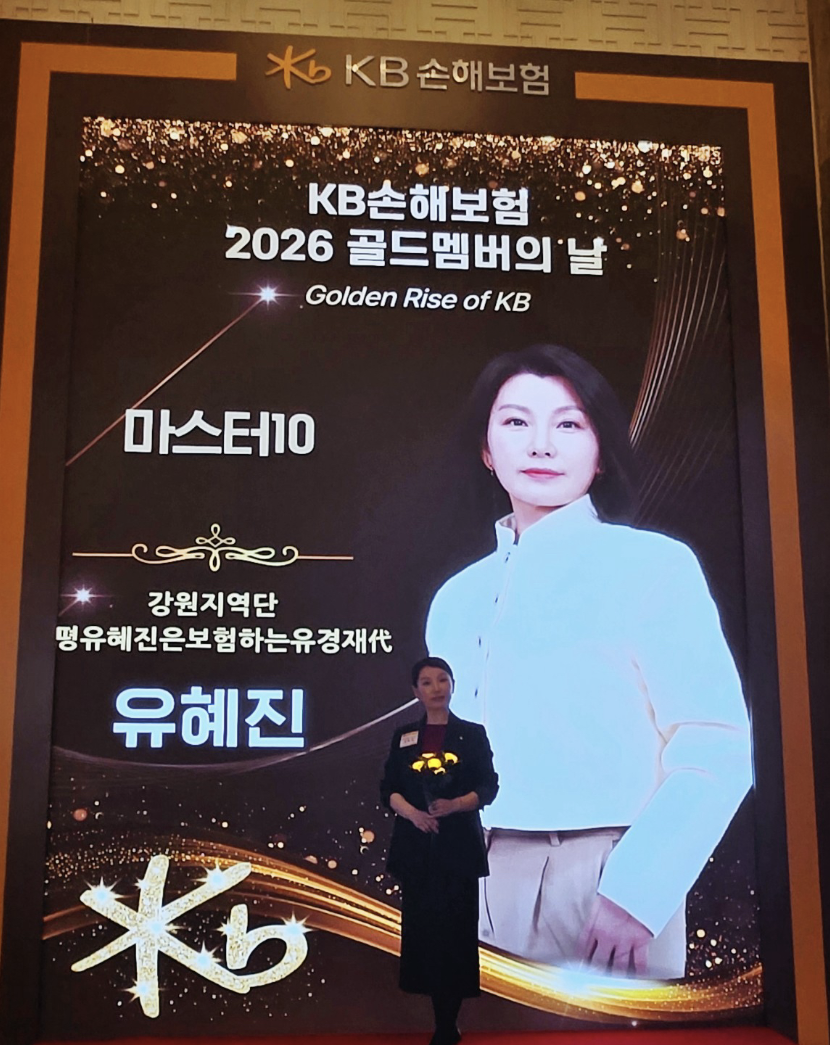 Kb KB손해보험
KB손해보험
2026 골드멤버의 날
Golden Rise of KB
마스터10
강원지역단
명유혜진은보험하는유경재代
유혜진
Kb